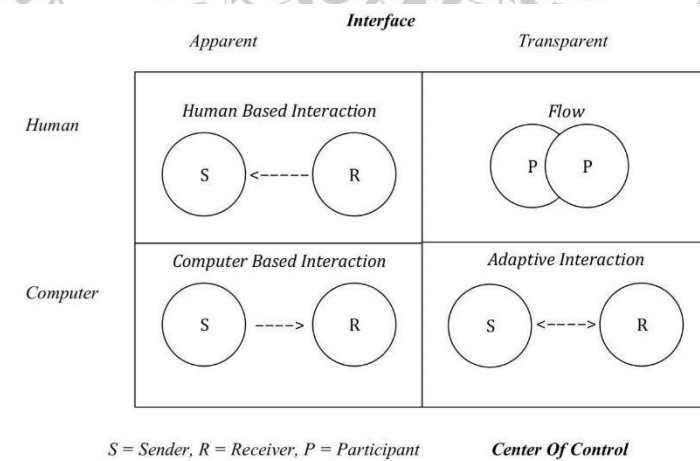 Interface
Apparent Transparent
Human
Human Based Interaction Flow
S <----- R P P
Computer Based Interaction Adaptive Interaction
Computer
S ----> R S <----> R
S = Sender, R = Receiver, P = Participant Center Of Control